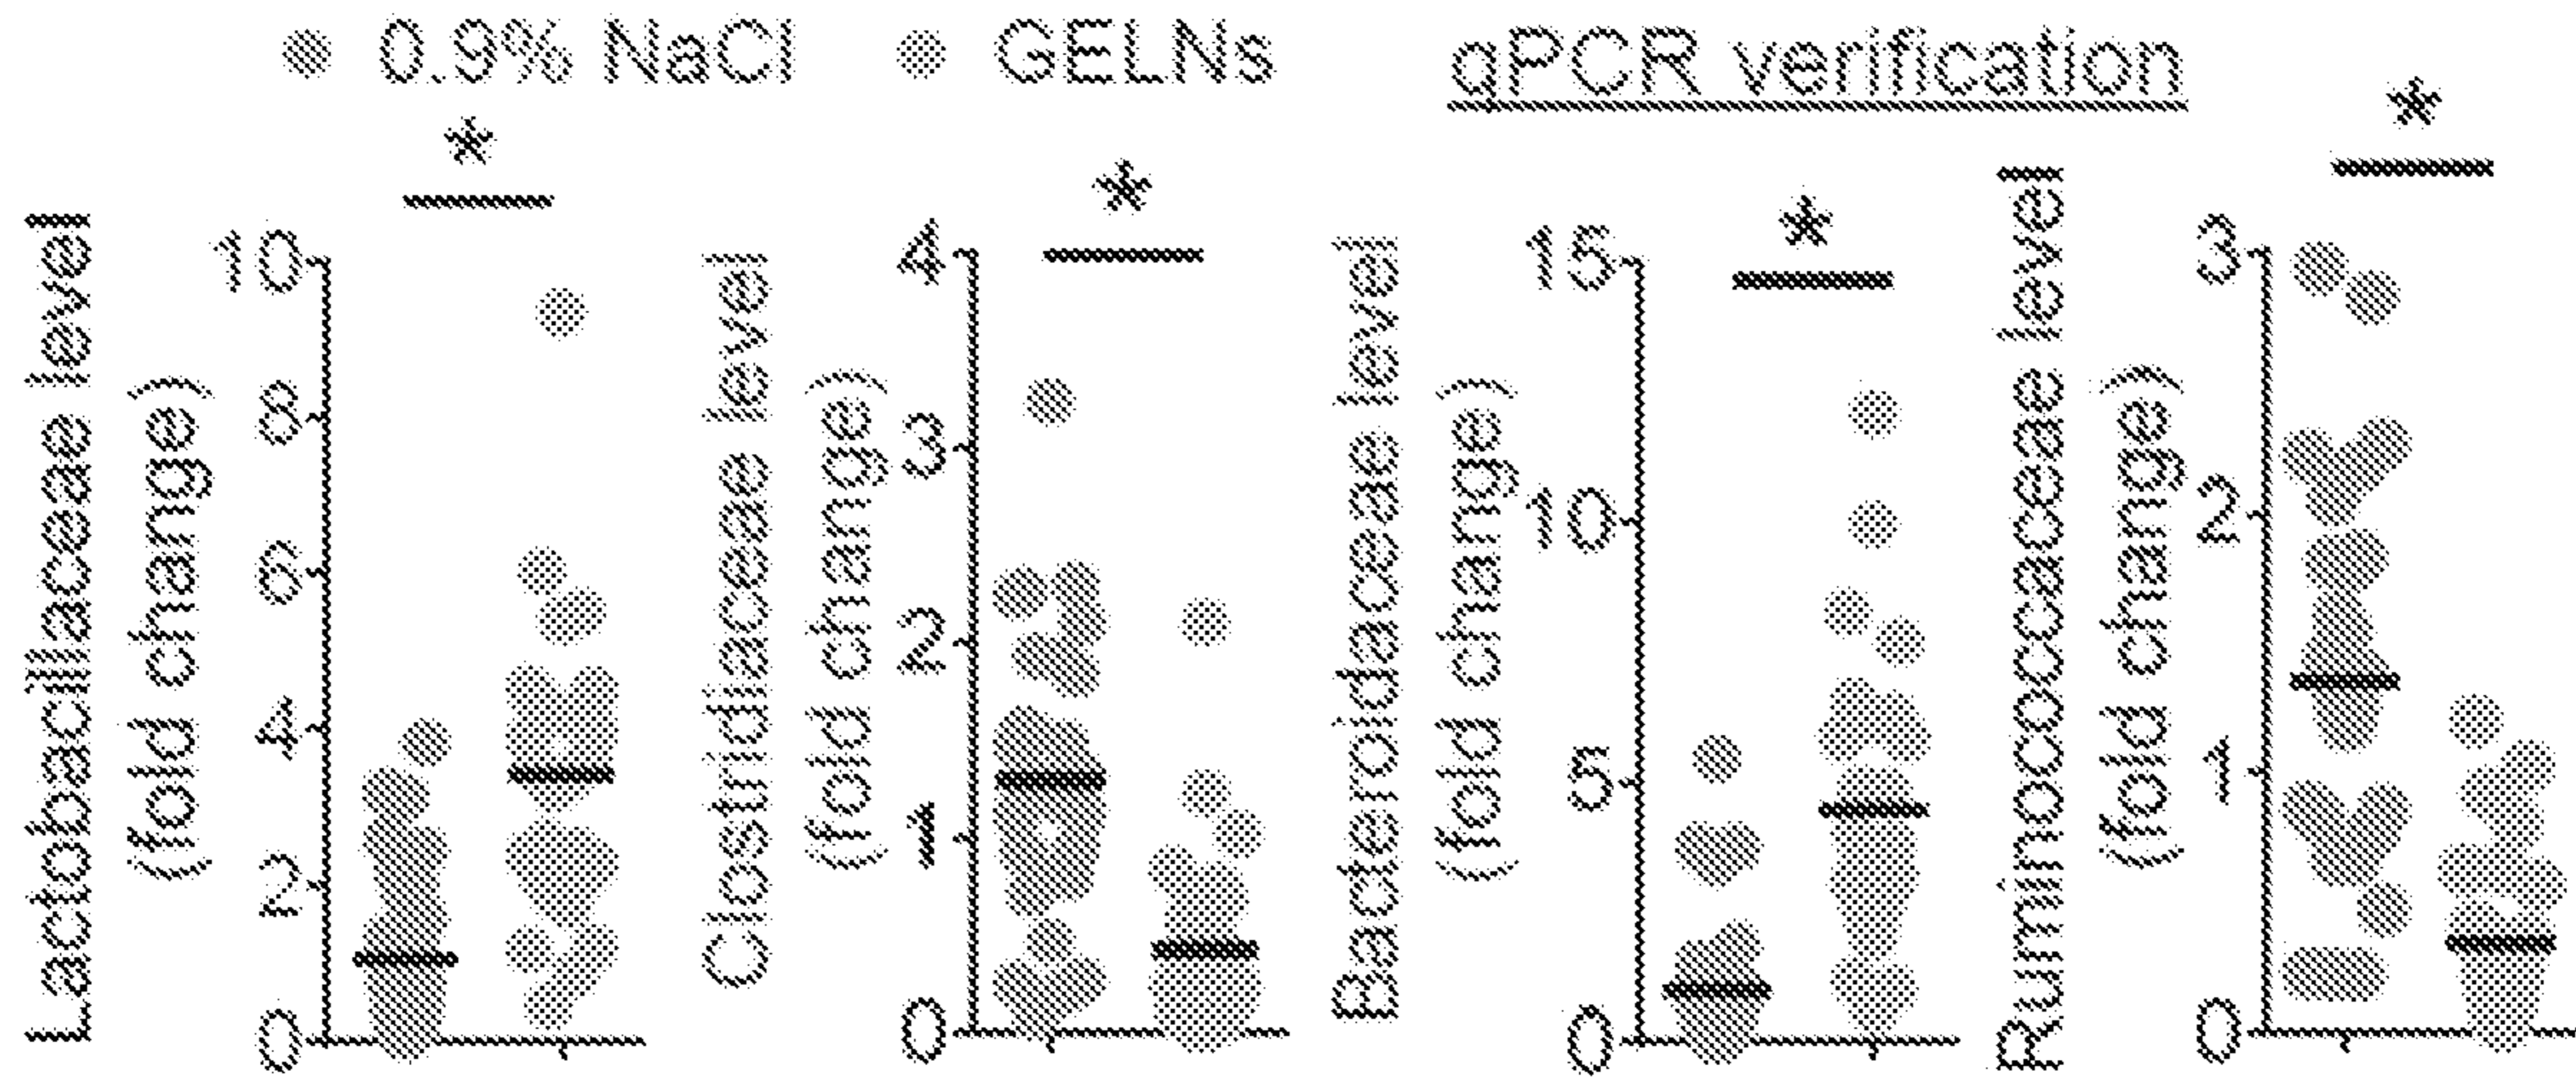 0.9% NaCl GELNs qPCR verification
*
*
*
*
Lactobacillaceae level
(fold change)
10
8
6
4
2
0
Clostridiaceae level
(fold change)
4
3
2
1
0
Bacteroidaceae level
(fold change)
15
10
5
0
Ruminococcaceae level
(fold change)
3
2
1
0